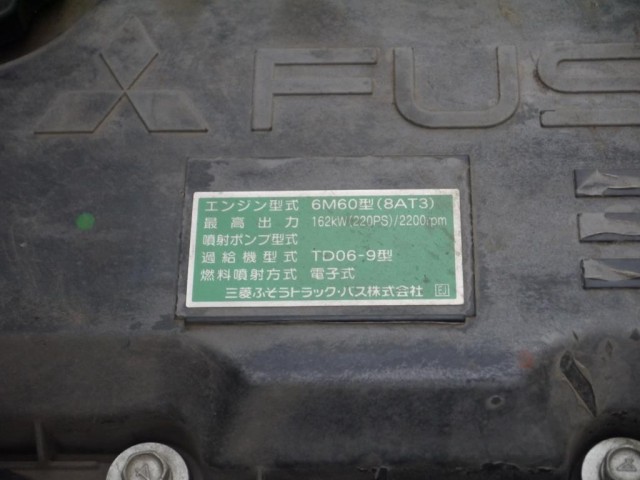 FUS
エンジン型式 6M60型(8AT3)
最高出力 162kW(220PS)/2200rpm
噴射ポンプ型式
過給機型式 TD06-9型
燃料噴射方式 電子式
三菱ふそうトラック・バス株式会社